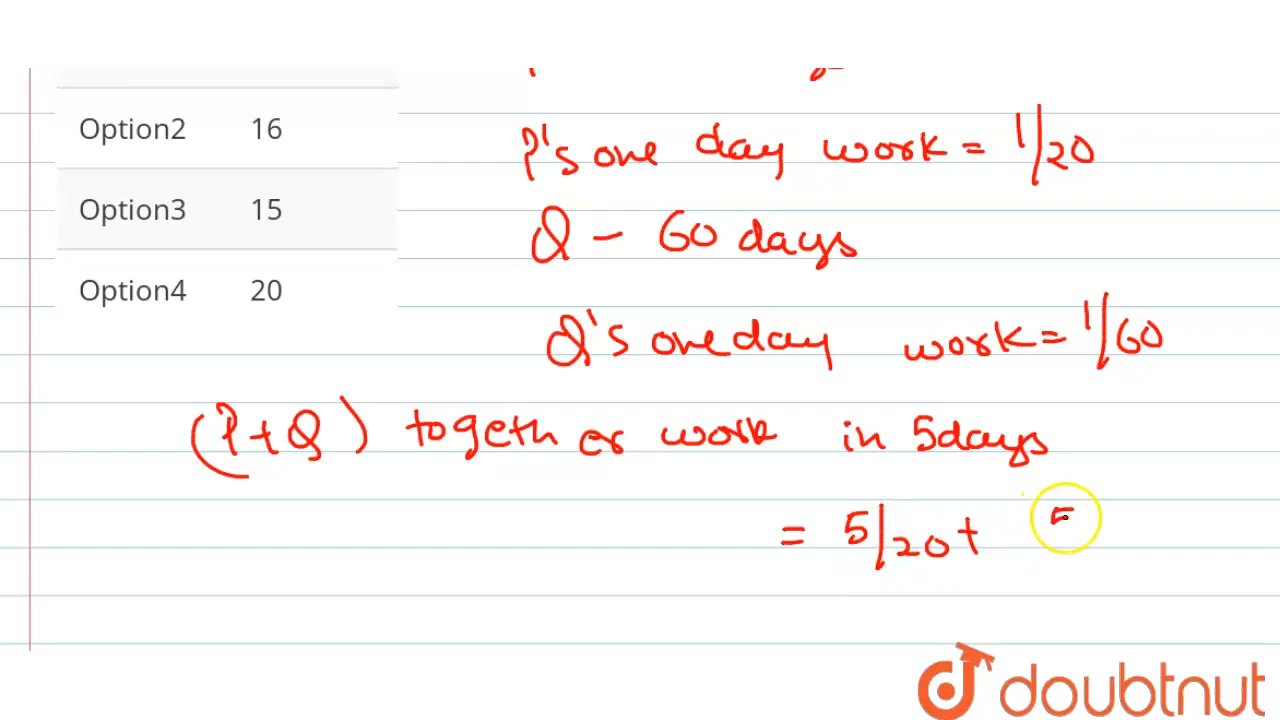 Option2 16
P's one day work = 1/20
Option3 15
Q - 60 days
Option4 20
Q's one day work = 1/60
(P+Q) together work in 5days
= 5/20 + 5
doubtnut